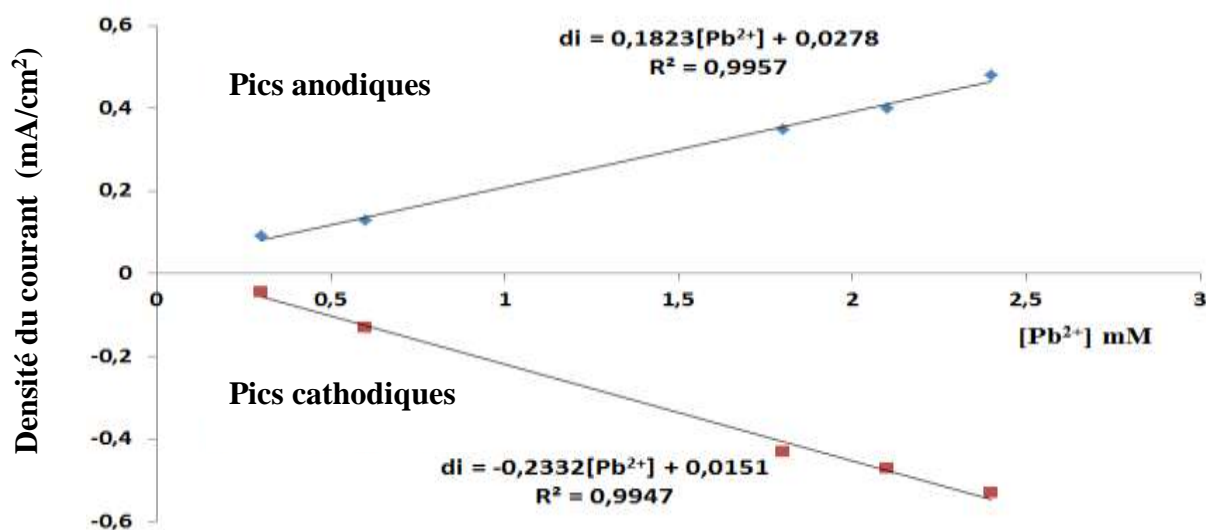 Densité du courant (mA/cm²)
0,6
0,4
0,2
0
-0,2
-0,4
-0,6
di = 0,1823[Pb²⁺] + 0,0278
R² = 0,9957
Pics anodiques
0 0,5 1 1,5 2 2,5 3
[Pb²⁺] mM
Pics cathodiques
di = -0,2332[Pb²⁺] + 0,0151
R² = 0,9947